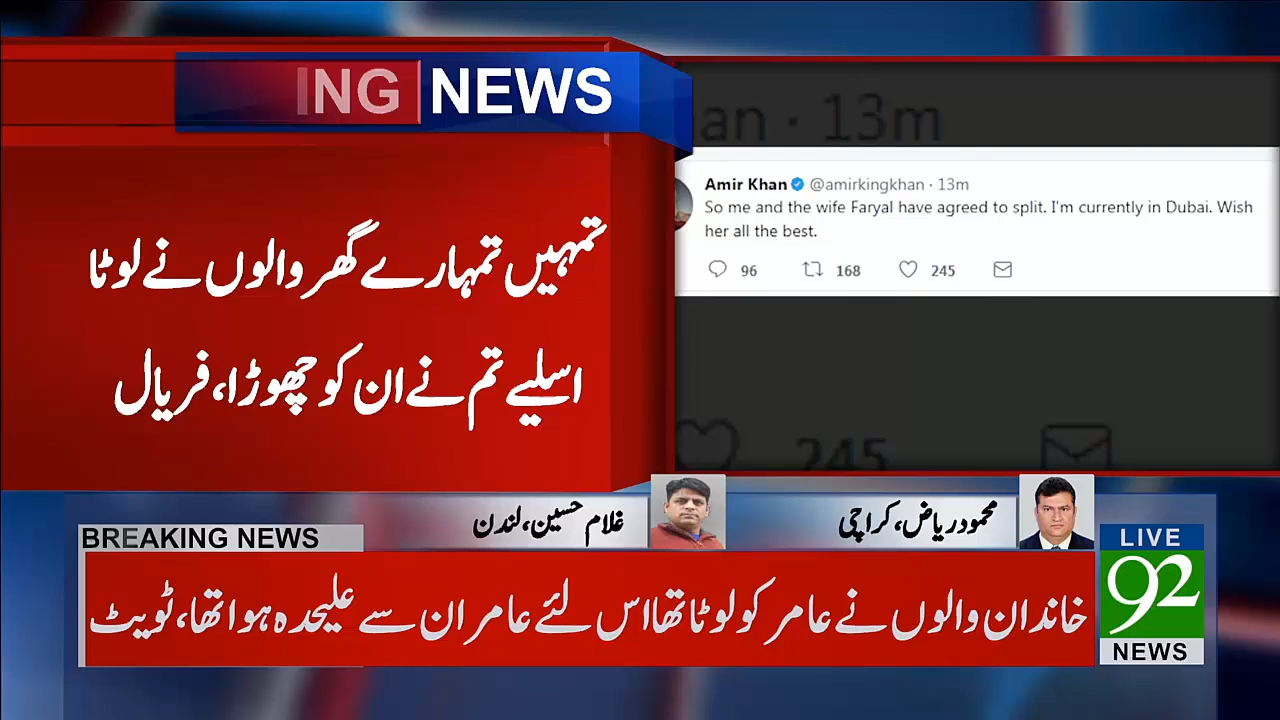 ING NEWS
تمہیں تمہارے گھر والوں نے لوٹا
اسلیے تم نے ان کو چھوڑا، فریال
an · 13m
Amir Khan @amirkingkhan · 13m
So me and the wife Faryal have agreed to split. I'm currently in Dubai. Wish
her all the best.
96 168 245
245
محمود ریاض، کراچی
غلام حسین، لندن
BREAKING NEWS
خاندان والوں نے عامر کو لوٹا تھا اس لئے عامر ان سے علیحدہ ہوا تھا، ٹویٹ
LIVE
92
NEWS